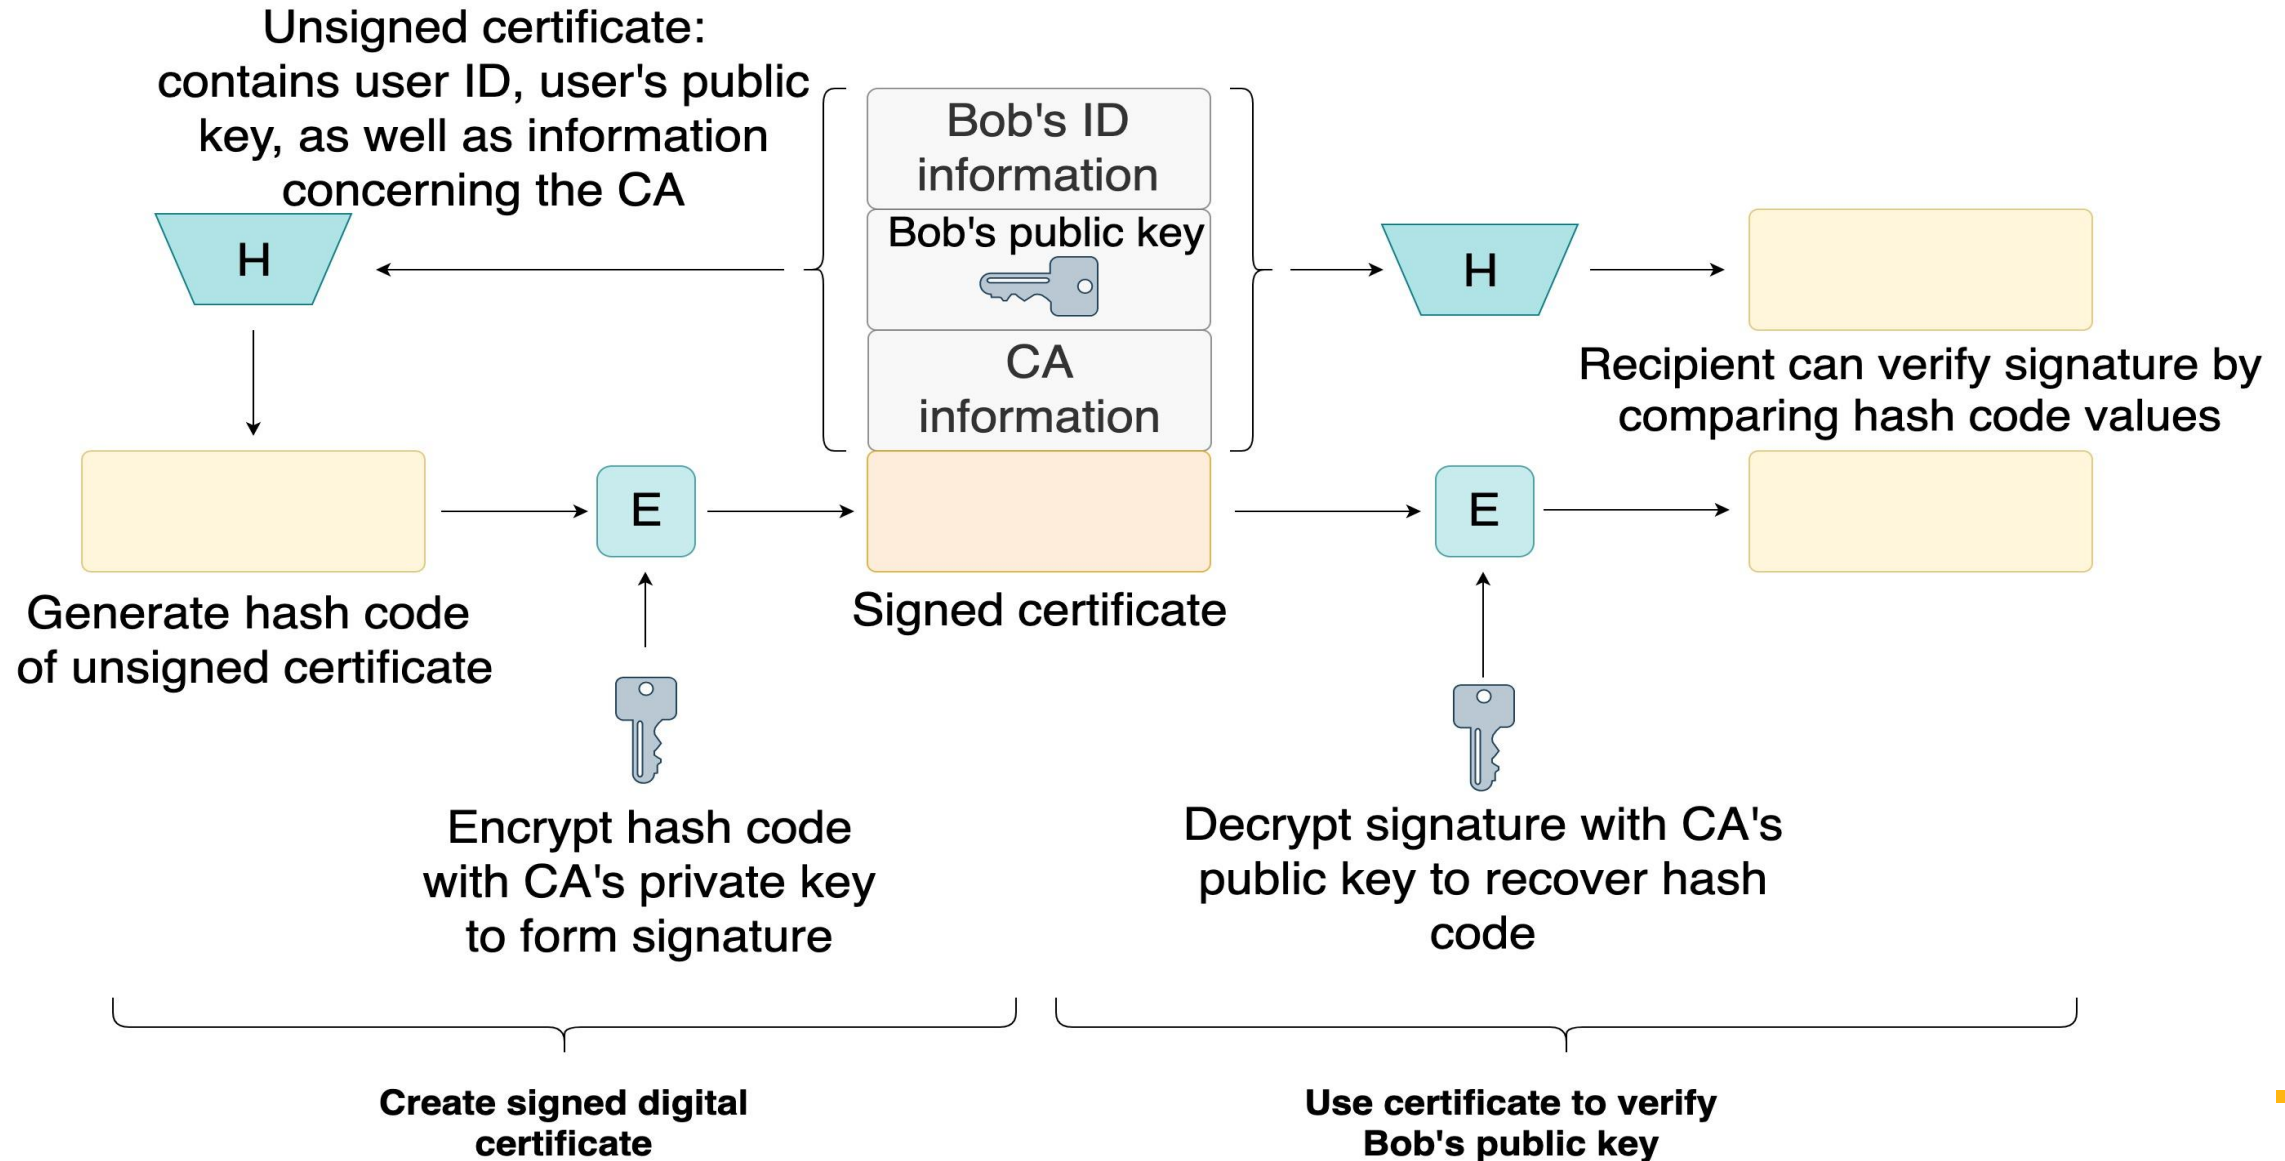 Unsigned certificate:
contains user ID, user's public
key, as well as information
concerning the CA
Bob's ID
information
Bob's public key
CA
information
H
H
Recipient can verify signature by
comparing hash code values
E
E
Generate hash code
of unsigned certificate
Signed certificate
Encrypt hash code
with CA's private key
to form signature
Decrypt signature with CA's
public key to recover hash
code
Create signed digital
certificate
Use certificate to verify
Bob's public key